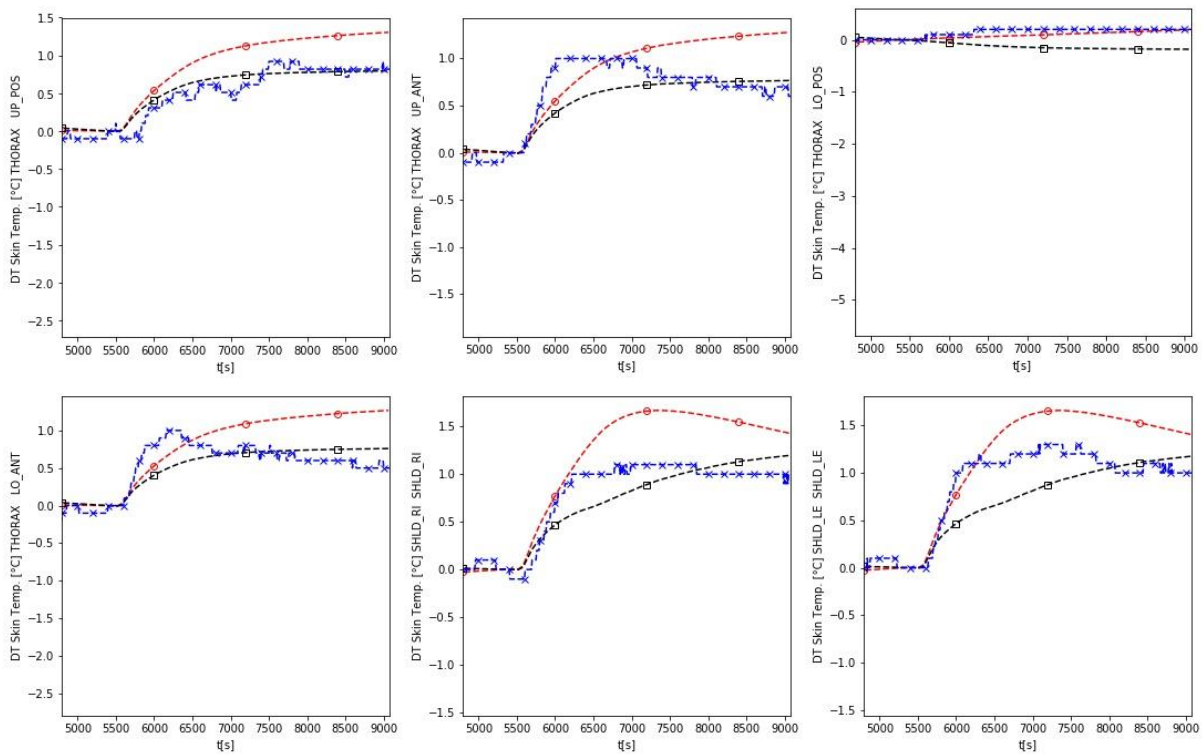 DT Skin Temp. [°C] THORAX UP_POS
1.5
1.0
0.5
0.0
−0.5
−1.0
−1.5
−2.0
−2.5
5000 5500 6000 6500 7000 7500 8000 8500 9000
t[s]
DT Skin Temp. [°C] THORAX UP_ANT
1.0
0.5
0.0
−0.5
−1.0
−1.5
5000 5500 6000 6500 7000 7500 8000 8500 9000
t[s]
DT Skin Temp. [°C] THORAX LO_POS
0
−1
−2
−3
−4
−5
5000 5500 6000 6500 7000 7500 8000 8500 9000
t[s]
DT Skin Temp. [°C] THORAX LO_ANT
1.0
0.5
0.0
−0.5
−1.0
−1.5
−2.0
−2.5
5000 5500 6000 6500 7000 7500 8000 8500 9000
t[s]
DT Skin Temp. [°C] SHLD_RI SHLD_RI
1.5
1.0
0.5
0.0
−0.5
−1.0
−1.5
5000 5500 6000 6500 7000 7500 8000 8500 9000
t[s]
DT Skin Temp. [°C] SHLD_LE SHLD_LE
1.5
1.0
0.5
0.0
−0.5
−1.0
−1.5
5000 5500 6000 6500 7000 7500 8000 8500 9000
t[s]